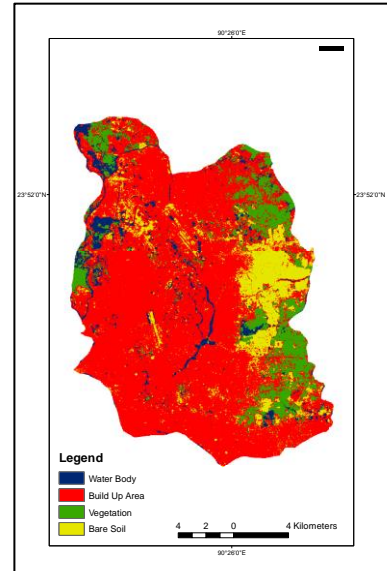 90°26'0"E
23°52'0"N
23°52'0"N
Legend
Water Body
Build Up Area
Vegetation
Bare Soil
4 2 0 4 Kilometers
90°26'0"E